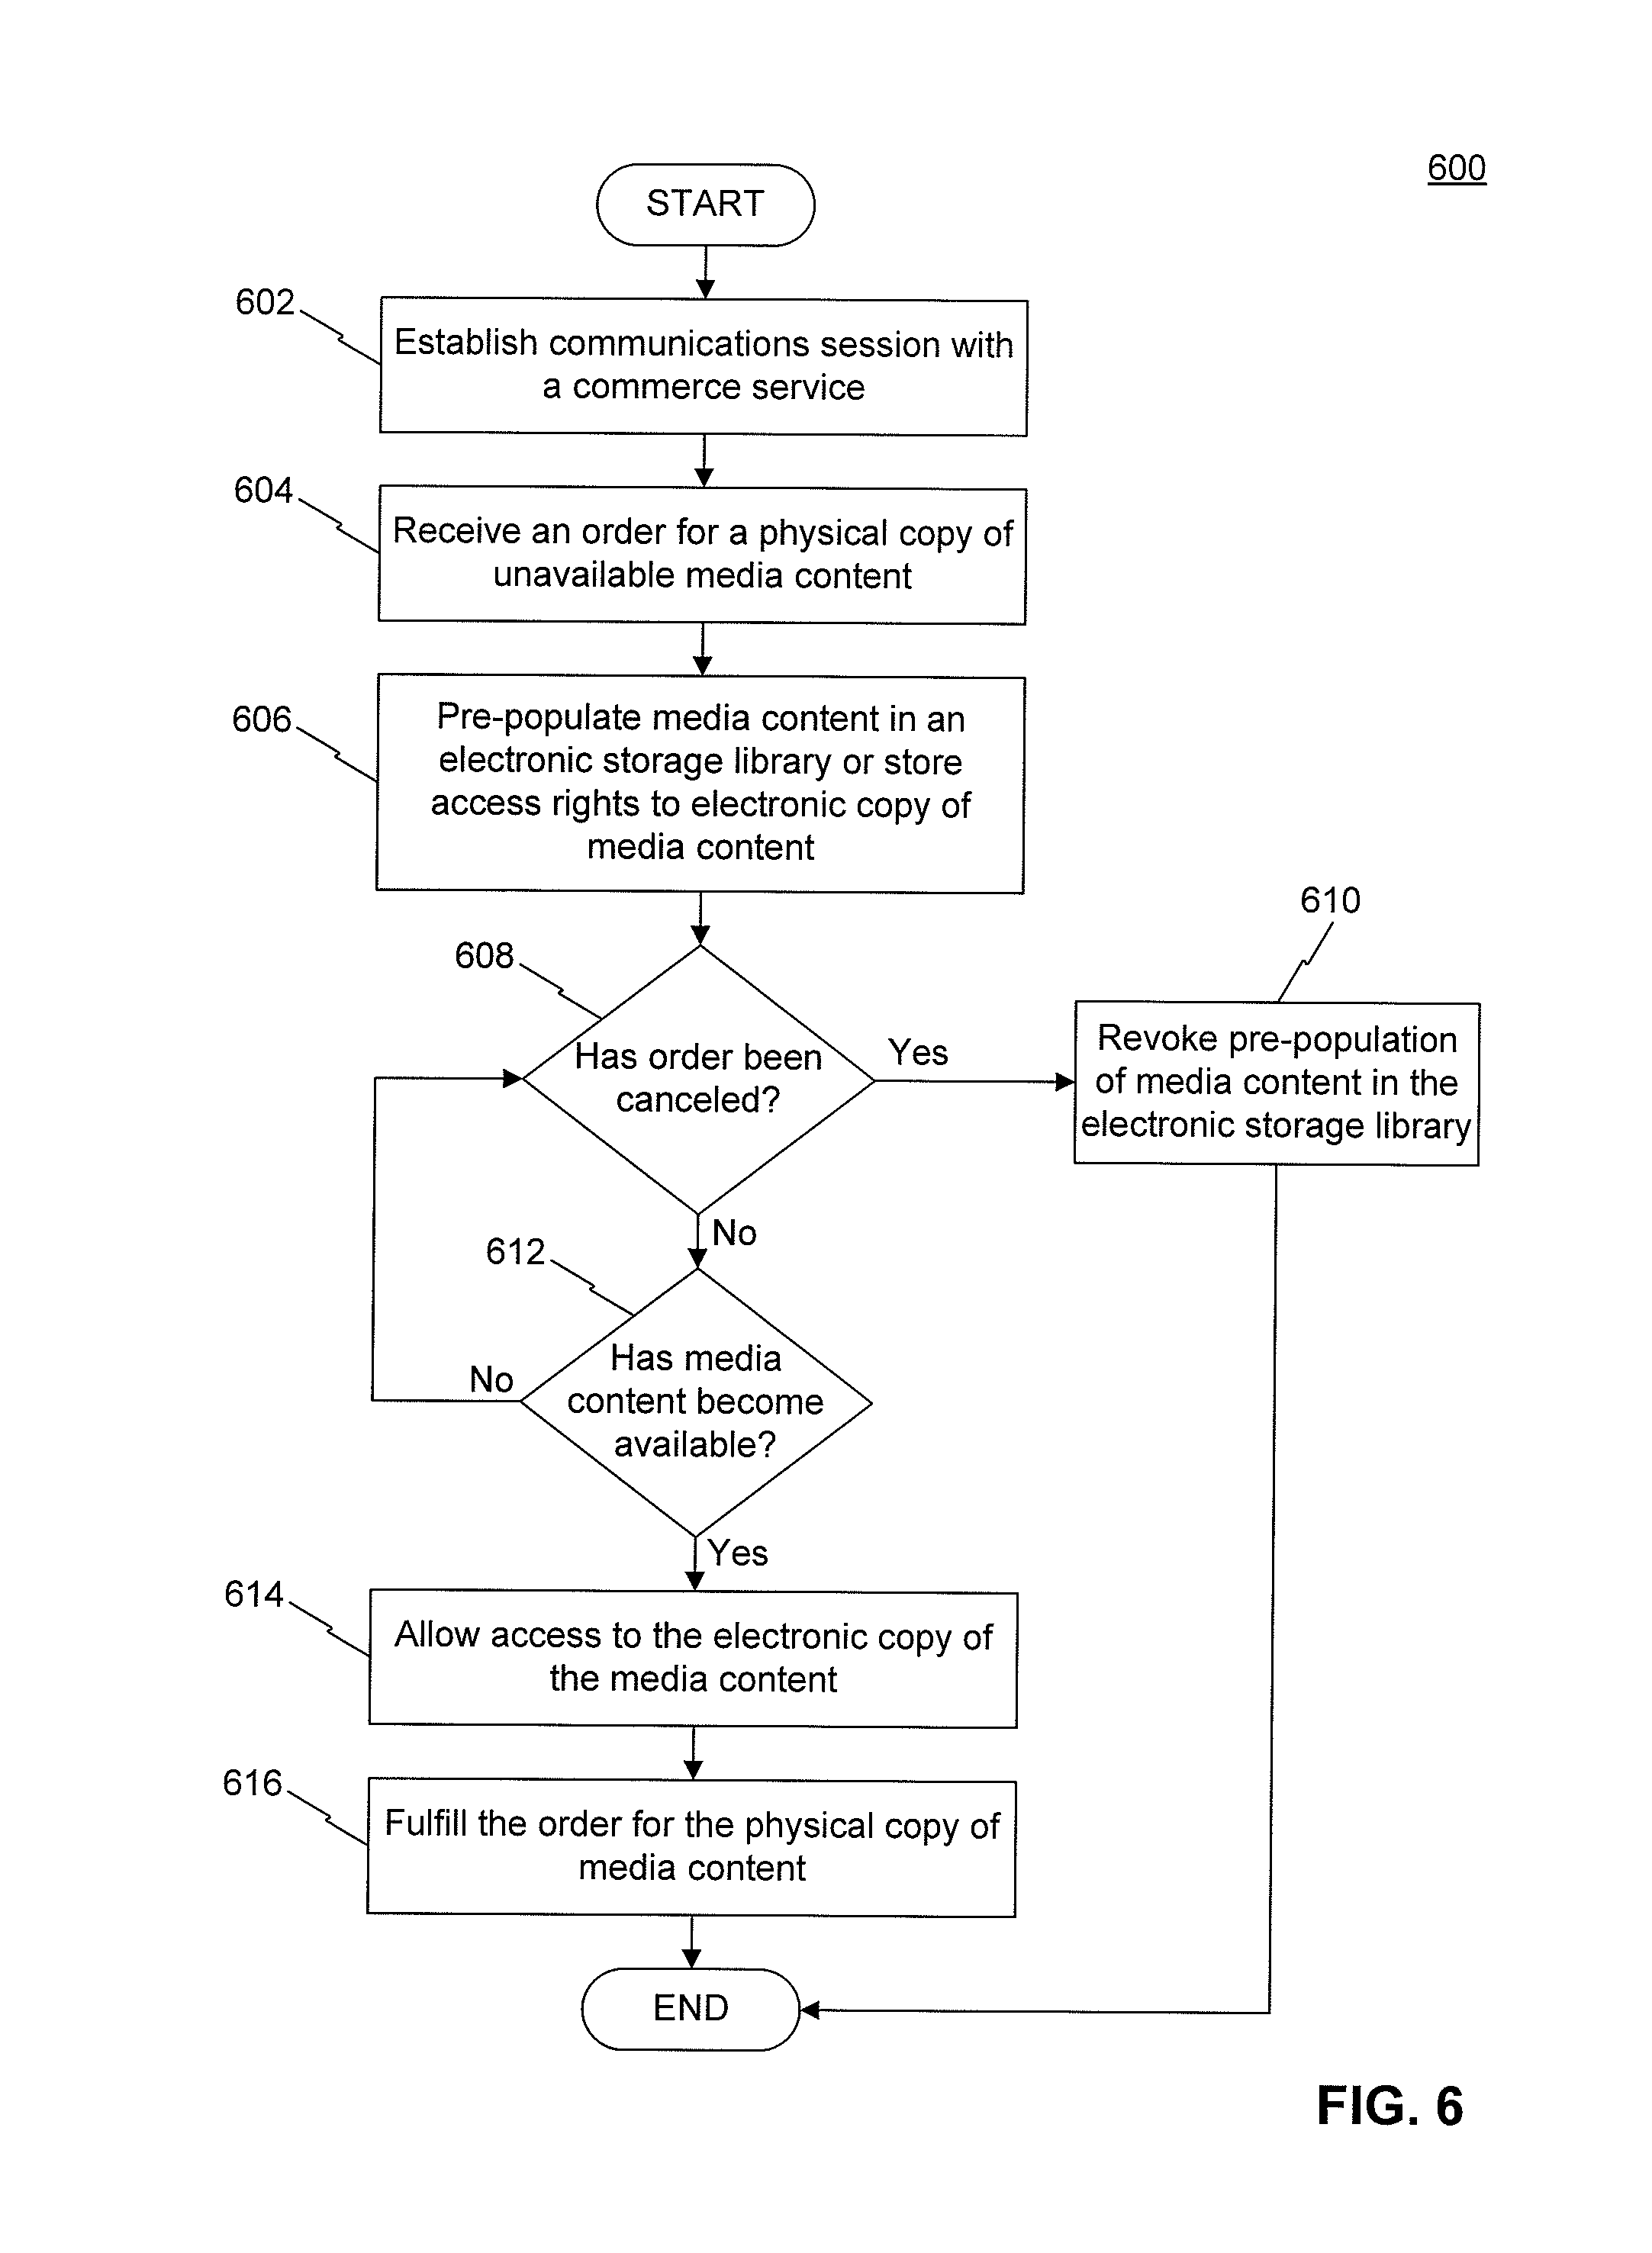 600
START
602
Establish communications session with
a commerce service
604
Receive an order for a physical copy of
unavailable media content
606
Pre-populate media content in an
electronic storage library or store
access rights to electronic copy of
media content
608
Has order been
canceled?
Yes
610
Revoke pre-population
of media content in the
electronic storage library
No
612
Has media
content become
available?
No
Yes
614
Allow access to the electronic copy of
the media content
616
Fulfill the order for the physical copy of
media content
END
FIG. 6